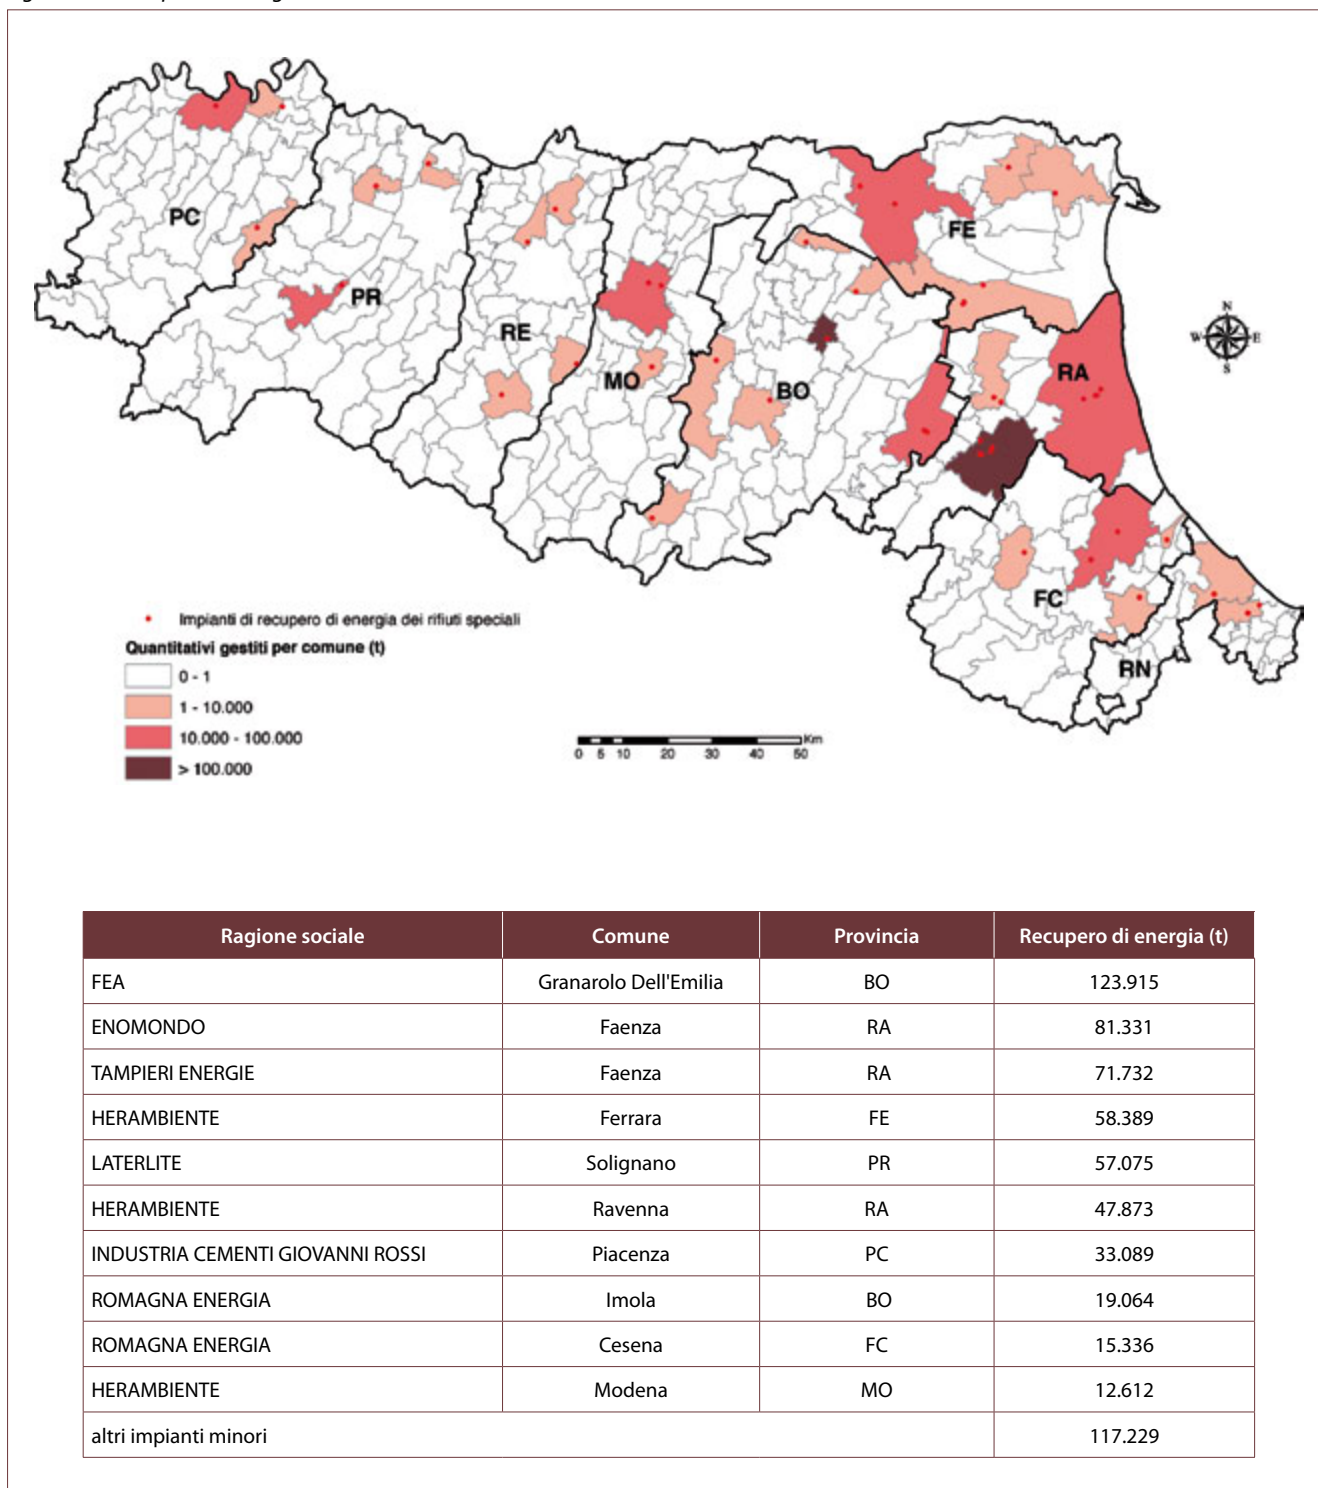 PC
PR
RE
MO
BO
FE
RA
FC
RN
N
W E
S
Impianti di recupero di energia dei rifiuti speciali
Quantitativi gestiti per comune (t)
0 - 1
1 - 10.000
10.000 - 100.000
> 100.000
Km
0 5 10 20 30 40 50
Ragione sociale Comune Provincia Recupero di energia (t)
FEA Granarolo Dell'Emilia BO 123.915
ENOMONDO Faenza RA 81.331
TAMPIERI ENERGIE Faenza RA 71.732
HERAMBIENTE Ferrara FE 58.389
LATERLITE Solignano PR 57.075
HERAMBIENTE Ravenna RA 47.873
INDUSTRIA CEMENTI GIOVANNI ROSSI Piacenza PC 33.089
ROMAGNA ENERGIA Imola BO 19.064
ROMAGNA ENERGIA Cesena FC 15.336
HERAMBIENTE Modena MO 12.612
altri impianti minori 117.229